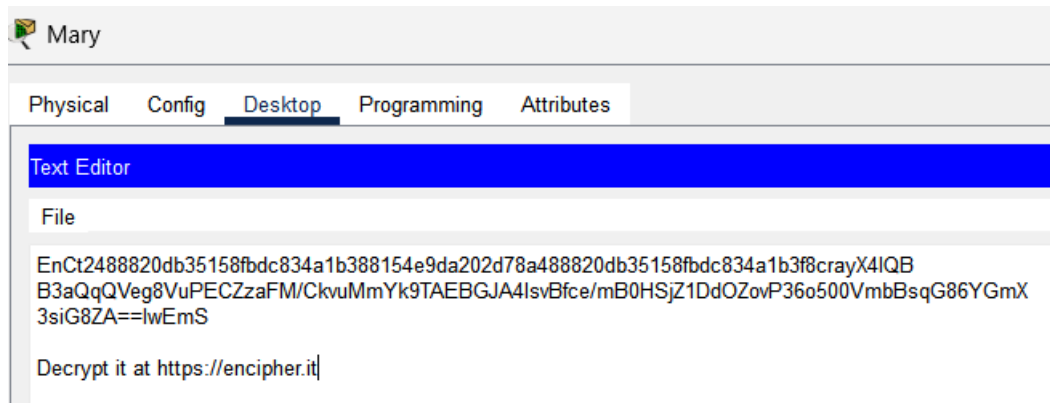 Mary
Physical Config Desktop Programming Attributes
Text Editor
File
EnCt2488820db35158fbdc834a1b388154e9da202d78a488820db35158fbdc834a1b3f8crayX4lQB
B3aQqQVeg8VuPECZzaFM/CkvuMmYk9TAEBGJA4lsvBfce/mB0HSjZ1DdOZovP36o500VmbBsqG86YGmX
3siG8ZA==IwEmS
Decrypt it at https://encipher.it